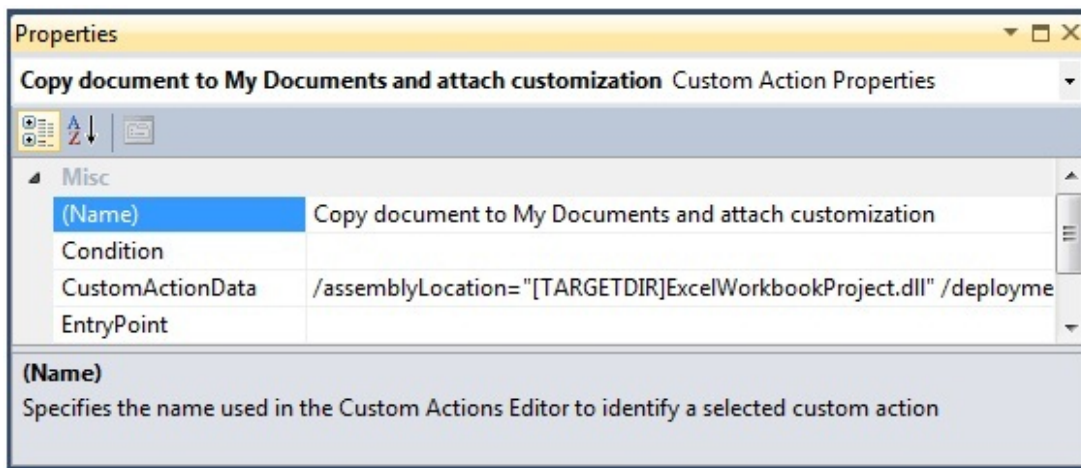 Properties
Copy document to My Documents and attach customization Custom Action Properties
Misc
(Name) Copy document to My Documents and attach customization
Condition
CustomActionData /assemblyLocation="[TARGETDIR]ExcelWorkbookProject.dll" /deployme
EntryPoint
(Name)
Specifies the name used in the Custom Actions Editor to identify a selected custom action